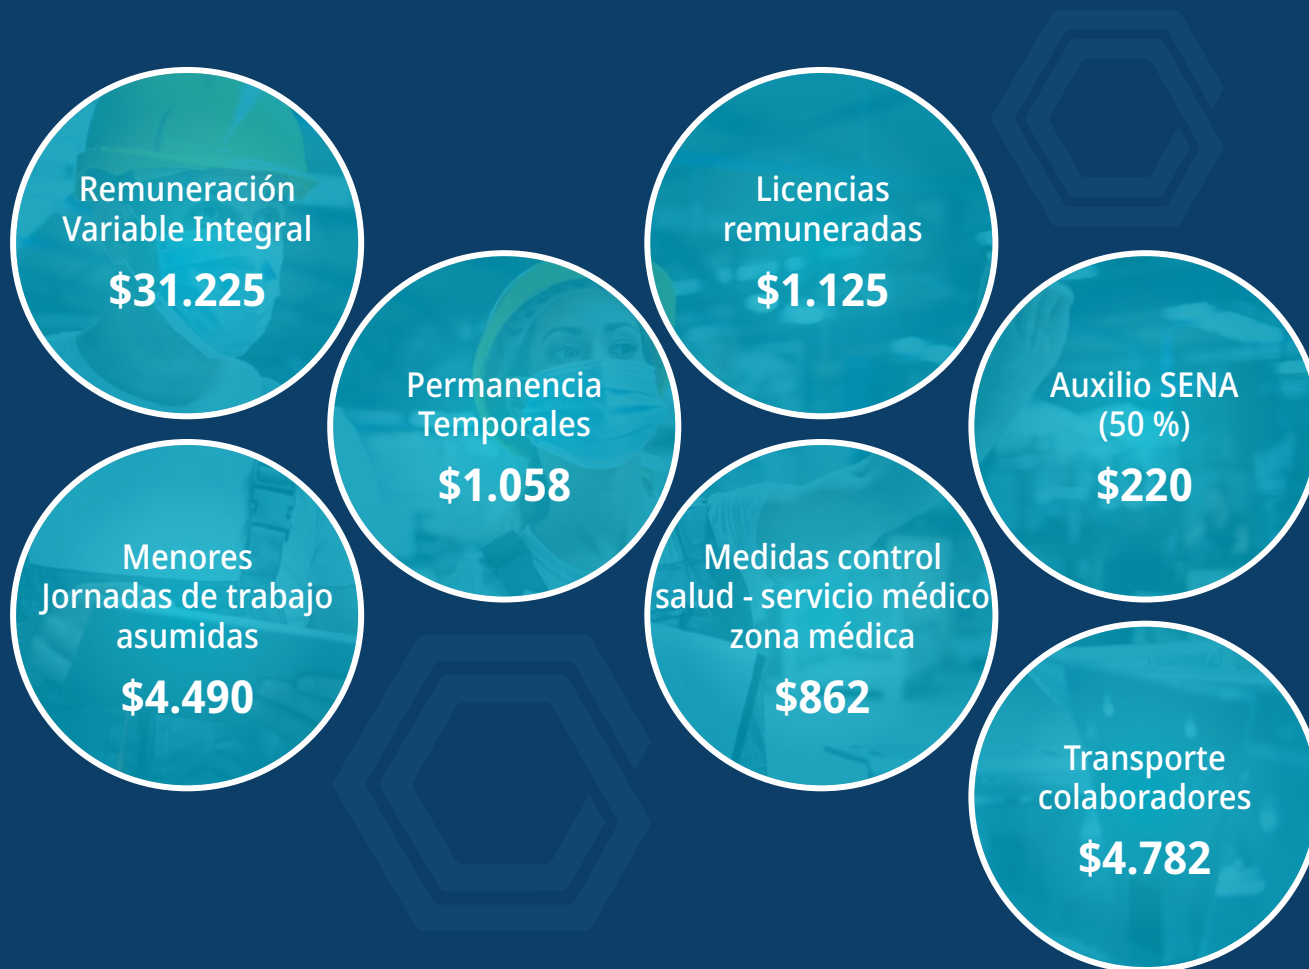 Remuneración
Variable Integral
$31.225
Licencias
remuneradas
$1.125
Permanencia
Temporales
$1.058
Auxilio SENA
(50 %)
$220
Menores
Jornadas de trabajo
asumidas
$4.490
Medidas control
salud - servicio médico
zona médica
$862
Transporte
colaboradores
$4.782